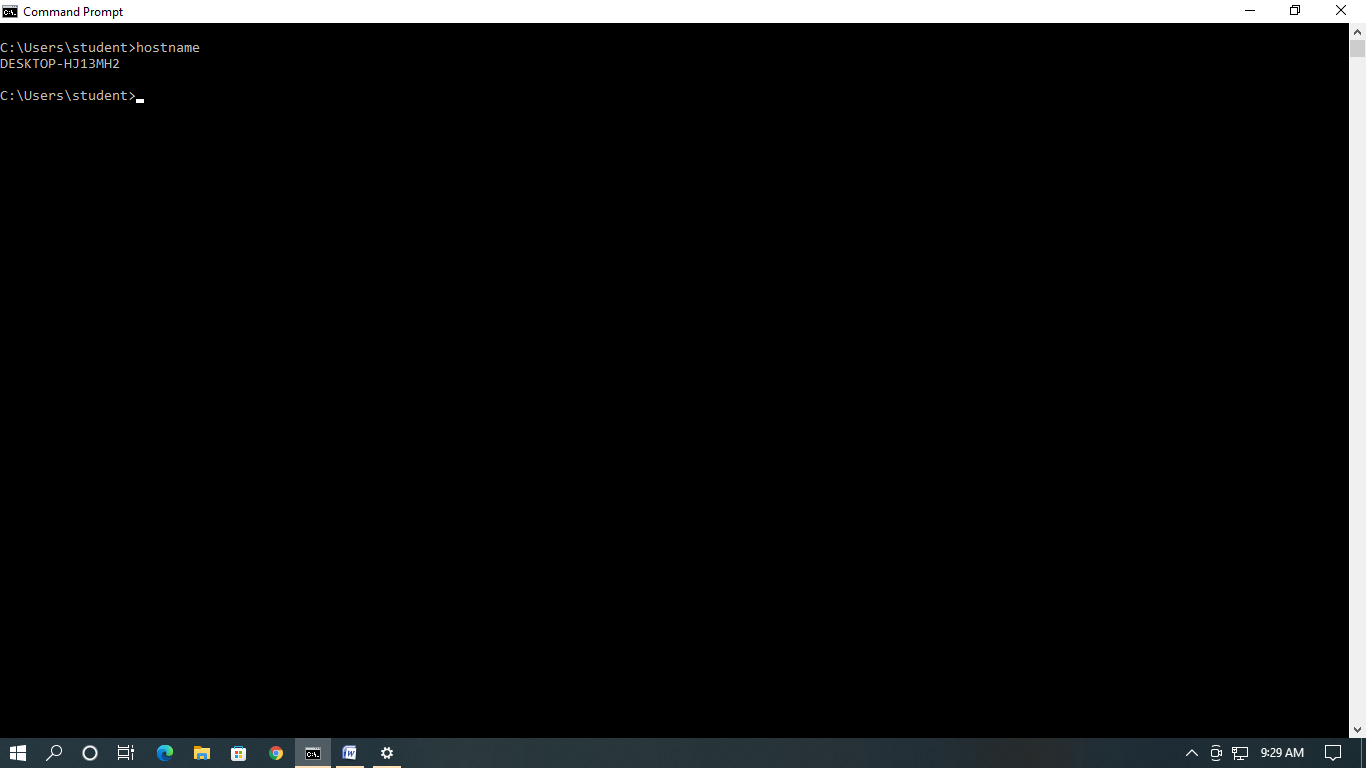 Command Prompt
C:\Users\student>hostname
DESKTOP-HJ13MH2
C:\Users\student>
9:29 AM